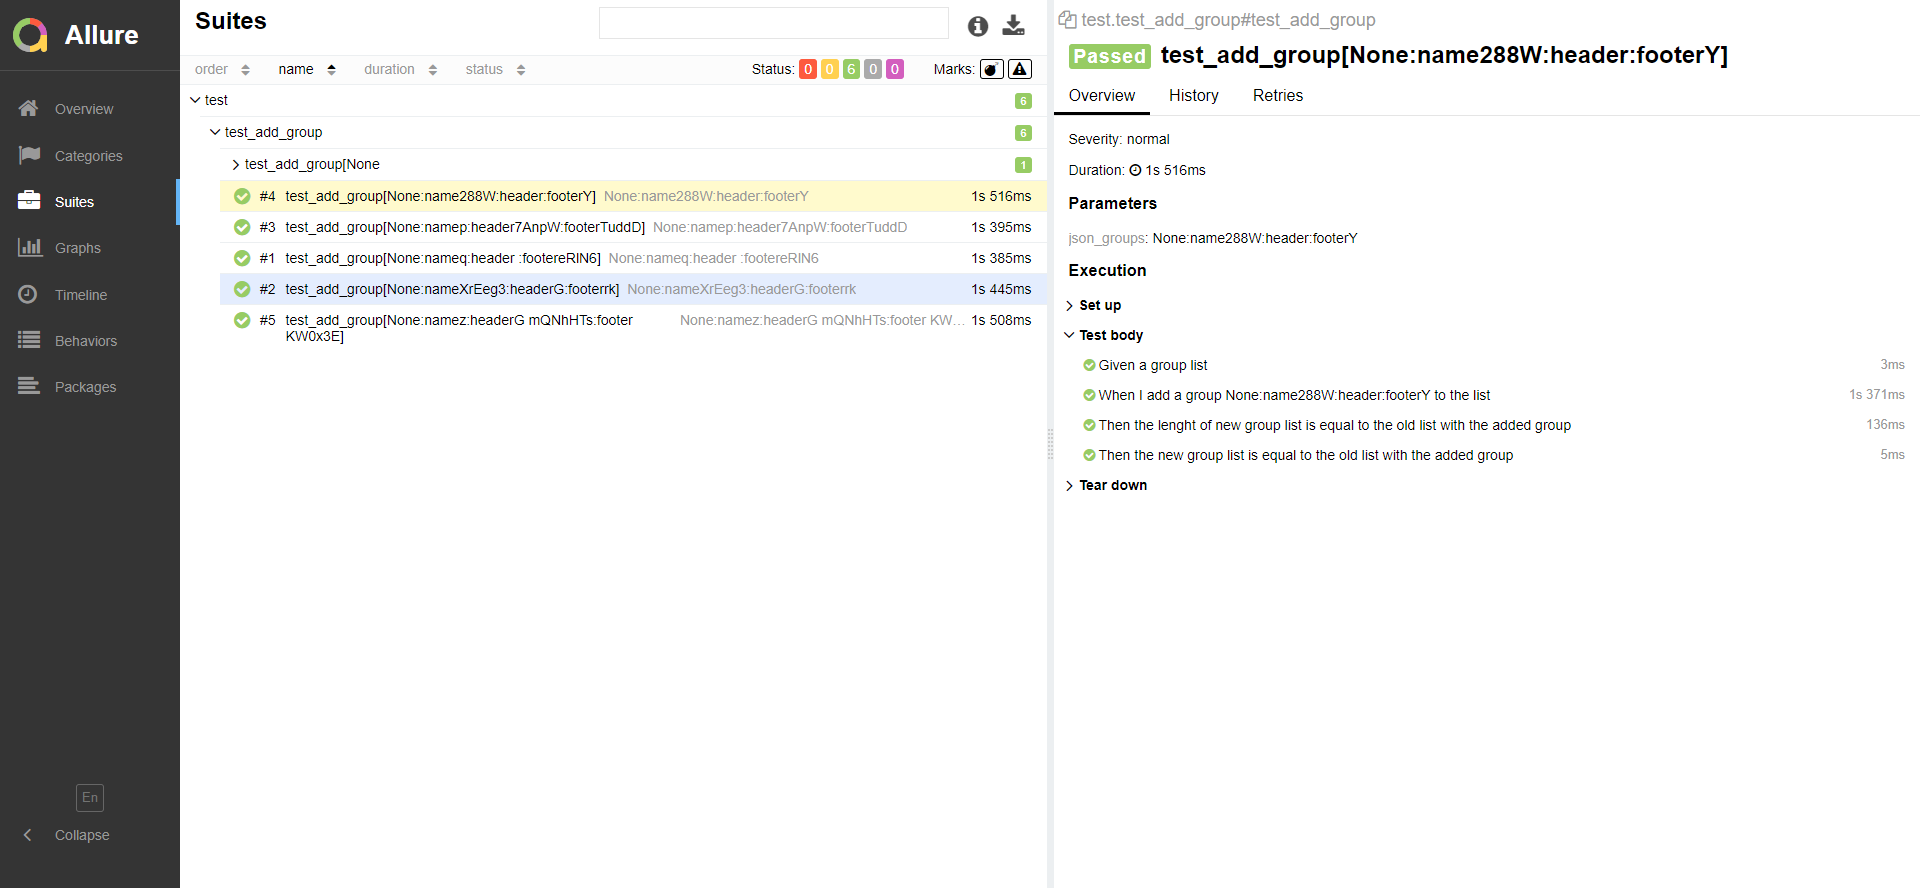 Allure
Overview
Categories
Suites
Graphs
Timeline
Behaviors
Packages
En
Collapse
Suites
order name duration status Status: 0 0 6 0 0 Marks:
test 6
test_add_group 6
test_add_group[None 1
#4 test_add_group[None:name288W:header:footerY] None:name288W:header:footerY 1s 516ms
#3 test_add_group[None:namep:header7AnpW:footerTuddD] None:namep:header7AnpW:footerTuddD 1s 395ms
#1 test_add_group[None:nameq:header :footereRIN6] None:nameq:header :footereRIN6 1s 385ms
#2 test_add_group[None:nameXrEeg3:headerG:footerrk] None:nameXrEeg3:headerG:footerrk 1s 445ms
#5 test_add_group[None:namez:headerG mQNhHTs:footer None:namez:headerG mQNhHTs:footer KW... 1s 508ms
KW0x3E]
test.test_add_group#test_add_group
Passed test_add_group[None:name288W:header:footerY]
Overview History Retries
Severity: normal
Duration: 1s 516ms
Parameters
json_groups: None:name288W:header:footerY
Execution
Set up
Test body
Given a group list 3ms
When I add a group None:name288W:header:footerY to the list 1s 371ms
Then the lenght of new group list is equal to the old list with the added group 136ms
Then the new group list is equal to the old list with the added group 5ms
Tear down